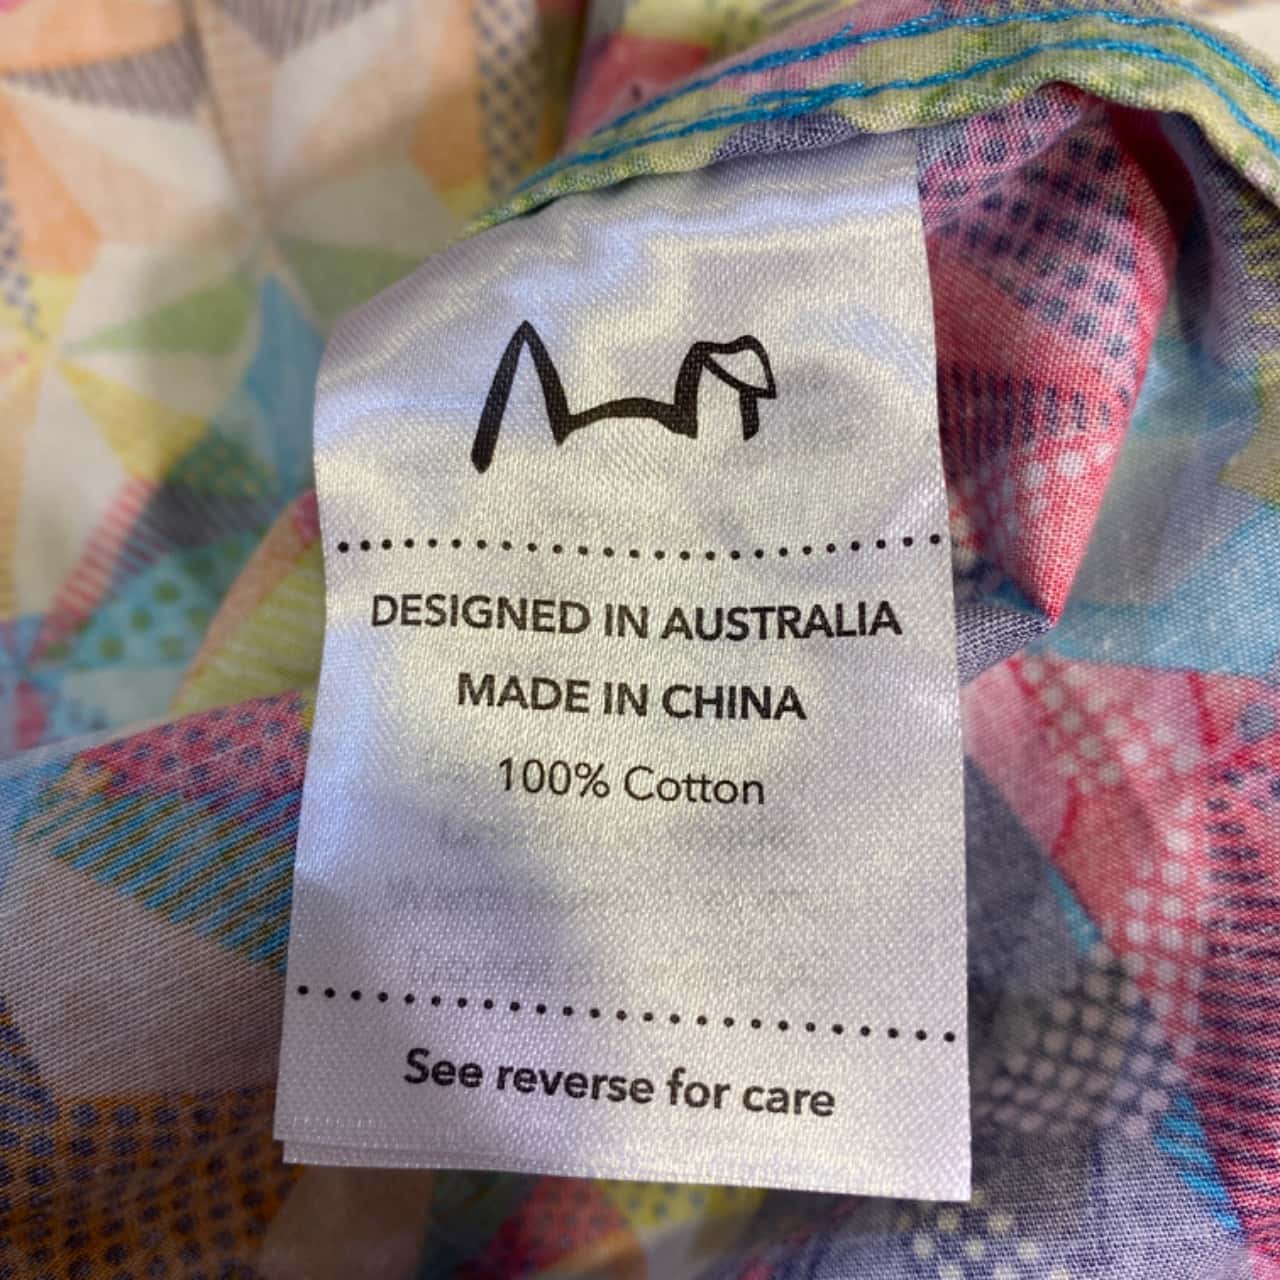 DESIGNED IN AUSTRALIA
MADE IN CHINA
100% Cotton
See reverse for care